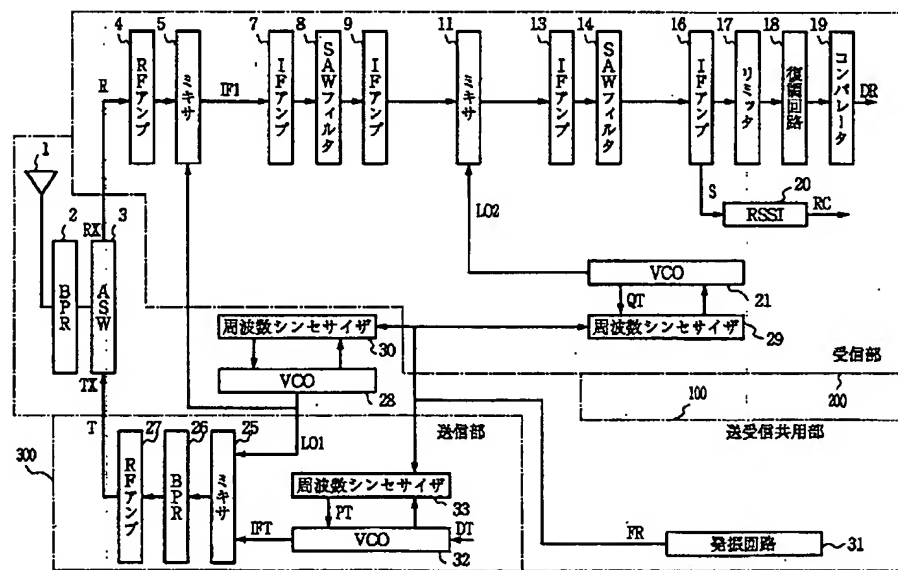 4 5 7 8 9 11 13 14 16 17 18 19
RFアンプ
ミキサ
IFアンプ
SAWフィルタ
IFアンプ
ミキサ
IFアンプ
SAWフィルタ
IFアンプ
リミッタ
復調回路
コンパレータ
R
IF1
DR
1
2
3
RX
BPR
ASW
TX
S
20
RSSI
RC
LO2
VCO
21
QT
周波数シンセサイザ
29
受信部
周波数シンセサイザ
30
VCO
28
200
100
送受信共用部
送信部
300
T
27
26
25
LO1
RFアンプ
BPR
ミキサ
周波数シンセサイザ
33
PT
IFT
VCO
DT
32
FR
発振回路
31